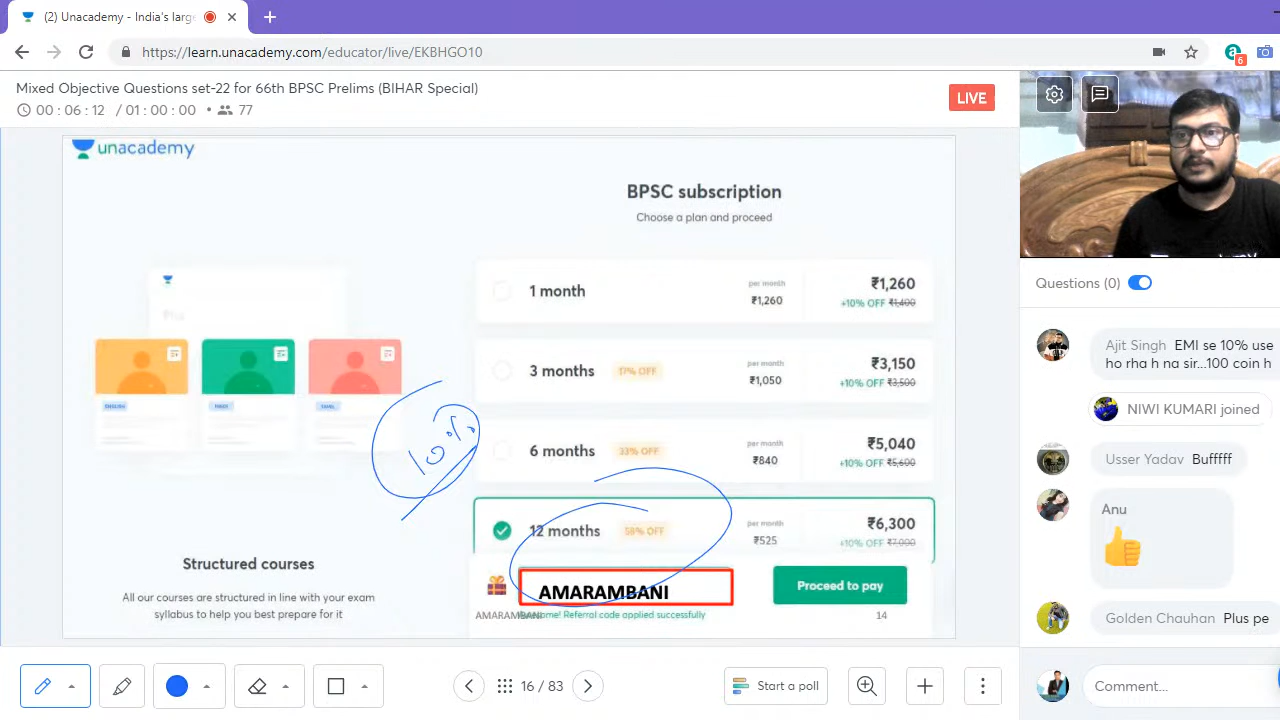 (2) Unacademy - India's larg
https://learn.unacademy.com/educator/live/EKBHGO10
6
Mixed Objective Questions set-22 for 66th BPSC Prelims (BIHAR Special)
00 : 06 : 12 / 01 : 00 : 00 • 77
LIVE
unacademy
BPSC subscription
Choose a plan and proceed
1 month
per month
₹1,260
₹1,260
+10% OFF ₹1,400
3 months 17% OFF
per month
₹1,050
₹3,150
+10% OFF ₹3,500
6 months 33% OFF
per month
₹840
₹5,040
+10% OFF ₹5,600
12 months 58% OFF
per month
₹525
₹6,300
+10% OFF ₹7,000
10%
Structured courses
All our courses are structured in line with your exam
syllabus to help you best prepare for it
AMARAMBANI
Proceed to pay
AMARAMBANI
Referral code applied successfully
14
Questions (0)
Ajit Singh EMI se 10% use
ho rha h na sir...100 coin h
NIWI KUMARI joined
Usser Yadav Bufffff
Anu
Golden Chauhan Plus pe
16 / 83
Start a poll
Comment...